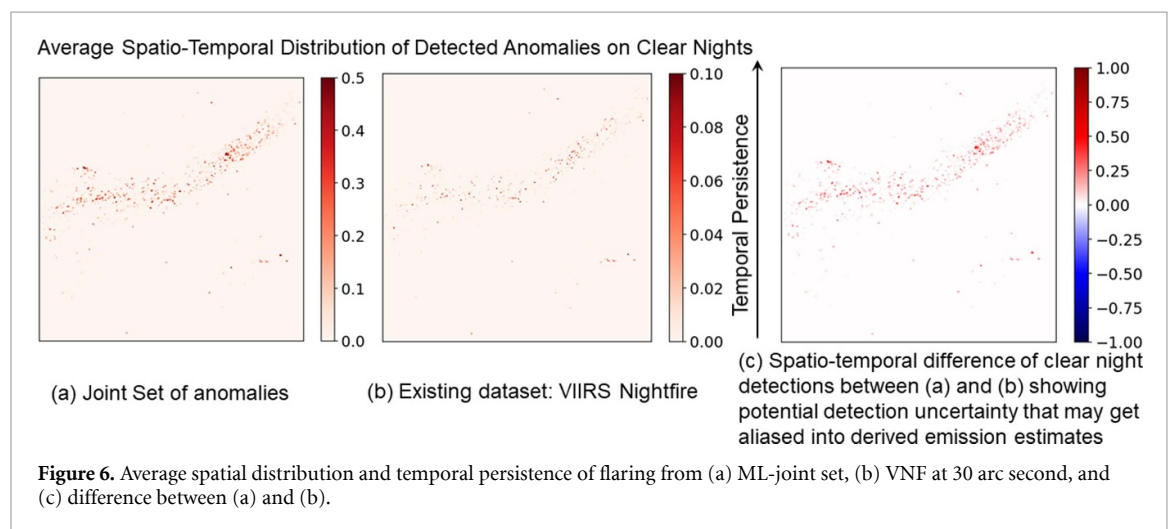 Average Spatio-Temporal Distribution of Detected Anomalies on Clear Nights
0.5
0.4
0.3
0.2
0.1
0.0
0.10
0.08
0.06
0.04
0.02
0.00
Temporal Persistence
1.00
0.75
0.50
0.25
0.00
−0.25
−0.50
−0.75
−1.00
(a) Joint Set of anomalies
(b) Existing dataset: VIIRS Nightfire
(c) Spatio-temporal difference of clear night
detections between (a) and (b) showing
potential detection uncertainty that may get
aliased into derived emission estimates
Figure 6. Average spatial distribution and temporal persistence of flaring from (a) ML-joint set, (b) VNF at 30 arc second, and
(c) difference between (a) and (b).